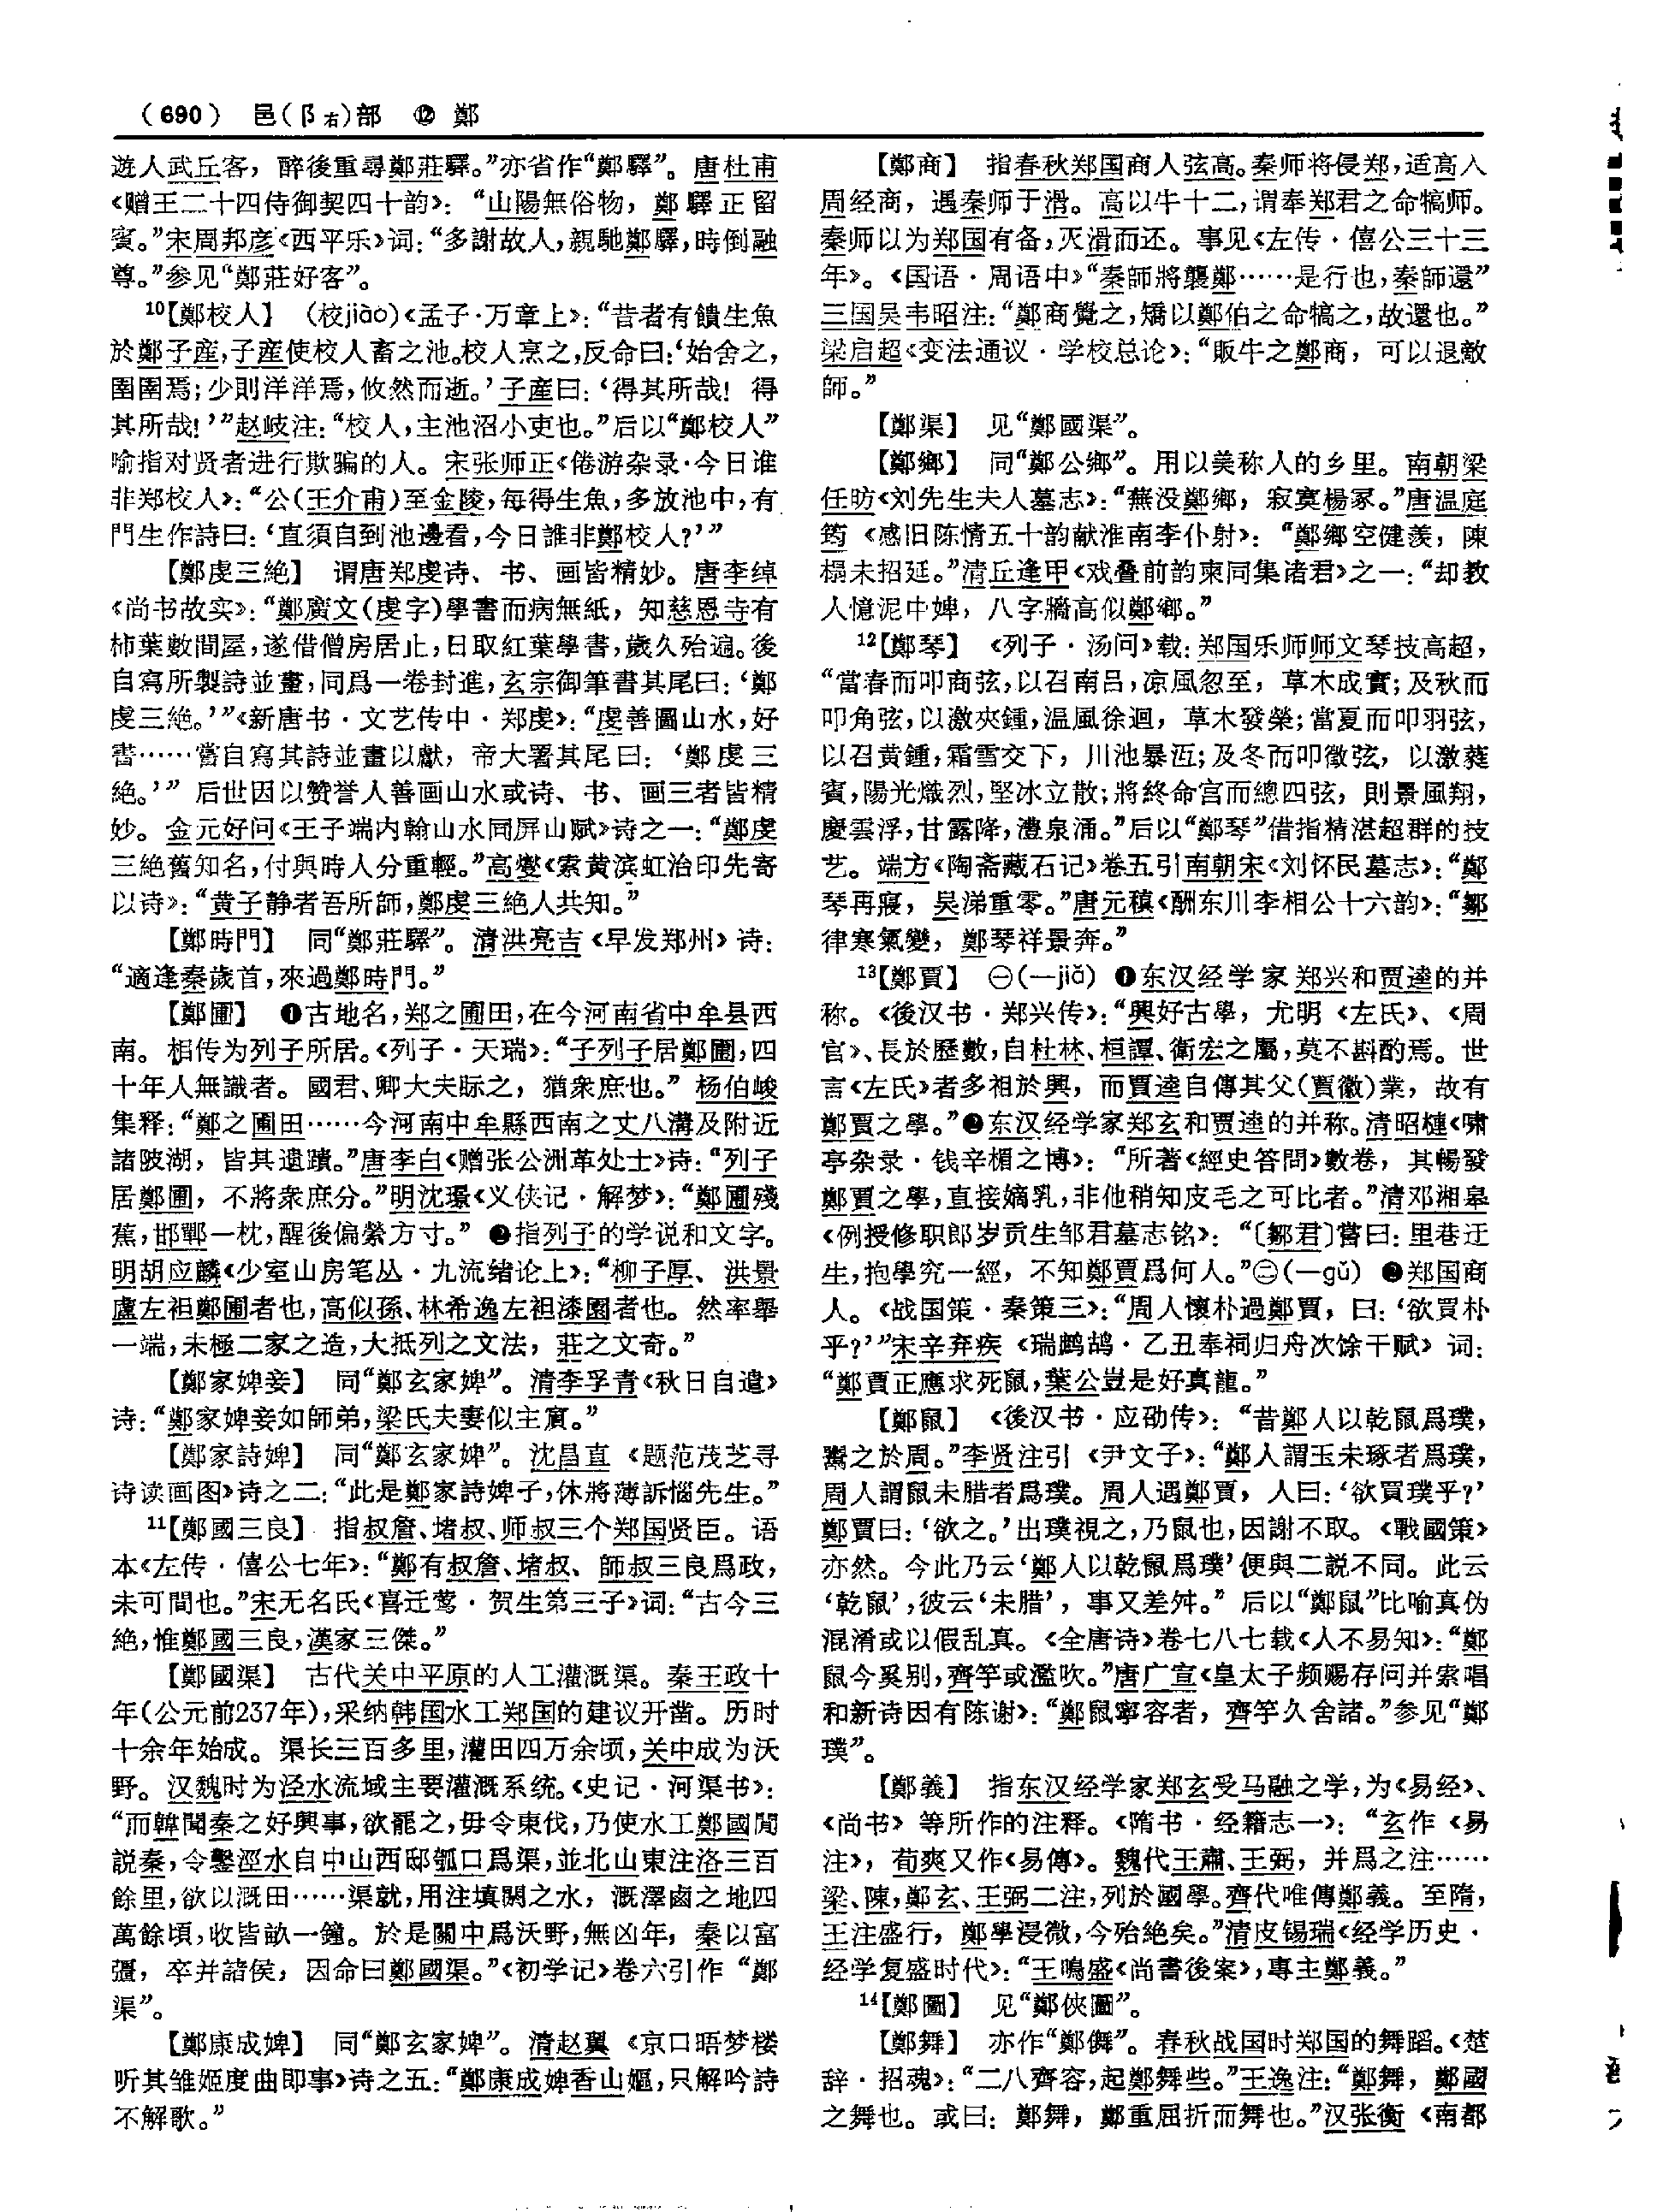 （690） 邑(阝右)部 ⑫ 鄭
遊人武丘客，醉後重尋鄭莊驛。”亦省作“鄭驛”。唐杜甫
《赠王二十四侍御契四十韵》：“山陽無俗物，鄭驛正留
賓。”宋周邦彦《西平乐》词：“多謝故人，親馳鄭驛，時倒融
尊。”参见“鄭莊好客”。
10【鄭校人】 （校jiào）《孟子·万章上》：“昔者有饋生魚
於鄭子産，子産使校人畜之池。校人烹之，反命曰：‘始舍之，
圉圉焉；少則洋洋焉，攸然而逝。’子産曰：‘得其所哉！得
其所哉！’”赵岐注：“校人，主池沼小吏也。”后以“鄭校人”
喻指对贤者进行欺骗的人。宋张师正《倦游杂录·今日谁
非郑校人》：“公（王介甫）至金陵，每得生魚，多放池中，有
門生作詩曰：‘直須自到池邊看，今日誰非鄭校人？’”
【鄭虔三絶】 谓唐郑虔诗、书、画皆精妙。唐李绰
《尚书故实》：“鄭廣文（虔字）學書而病無紙，知慈恩寺有
柿葉數間屋，遂借僧房居止，日取紅葉學書，歲久殆遍。後
自寫所製詩並畫，同爲一卷封進，玄宗御筆書其尾曰：‘鄭
虔三絶。’”《新唐书·文艺传中·郑虔》：“虔善圖山水，好
書……嘗自寫其詩並畫以獻，帝大署其尾曰：‘鄭虔三
絶。’” 后世因以赞誉人善画山水或诗、书、画三者皆精
妙。金元好问《王子端内翰山水同屏山赋》诗之一：“鄭虔
三絶舊知名，付與時人分重輕。”高燮《索黄滨虹治印先寄
以诗》：“黄子静者吾所師，鄭虔三絶人共知。”
【鄭時門】 同“鄭莊驛”。清洪亮吉《早发郑州》诗：
“適逢秦歲首，來過鄭時門。”
【鄭圃】 ❶古地名，郑之圃田，在今河南省中牟县西
南。相传为列子所居。《列子·天瑞》：“子列子居鄭圃，四
十年人無識者。國君、卿大夫眎之，猶衆庶也。” 杨伯峻
集释：“鄭之圃田……今河南中牟縣西南之丈八溝及附近
諸陂湖，皆其遺蹟。”唐李白《赠张公洲革处士》诗：“列子
居鄭圃，不將衆庶分。”明沈璟《义侠记·解梦》：“鄭圃殘
蕉，邯鄲一枕，醒後偏縈方寸。” ❷指列子的学说和文字。
明胡应麟《少室山房笔丛·九流绪论上》：“柳子厚、洪景
盧左袒鄭圃者也，高似孫、林希逸左袒漆園者也。然率舉
一端，未極二家之造，大抵列之文法，莊之文奇。”
【鄭家婢妾】 同“鄭玄家婢”。清李孚青《秋日自遣》
诗：“鄭家婢妾如師弟，梁氏夫妻似主賓。”
【鄭家詩婢】 同“鄭玄家婢”。沈昌直《题范茂芝寻
诗读画图》诗之二：“此是鄭家詩婢子，休將薄訴惱先生。”
11【鄭國三良】 指叔詹、堵叔、师叔三个郑国贤臣。语
本《左传·僖公七年》：“鄭有叔詹、堵叔、師叔三良爲政，
未可間也。”宋无名氏《喜迁莺·贺生第三子》词：“古今三
絶，惟鄭國三良，漢家三傑。”
【鄭國渠】 古代关中平原的人工灌溉渠。秦王政十
年（公元前237年），采纳韩国水工郑国的建议开凿。历时
十余年始成。渠长三百多里，灌田四万余顷，关中成为沃
野。汉魏时为泾水流域主要灌溉系统。《史记·河渠书》：
“而韓聞秦之好興事，欲罷之，毋令東伐，乃使水工鄭國閒
説秦，令鑿涇水自中山西邸瓠口爲渠，並北山東注洛三百
餘里，欲以溉田……渠就，用注填閼之水，溉澤鹵之地四
萬餘頃，收皆畝一鐘。於是關中爲沃野，無凶年，秦以富
彊，卒并諸侯，因命曰鄭國渠。”《初学记》卷六引作“鄭
渠”。
【鄭康成婢】 同“鄭玄家婢”。清赵翼《京口晤梦楼
听其雏姬度曲即事》诗之五：“鄭康成婢香山嫗，只解吟詩
不解歌。”
【鄭商】 指春秋郑国商人弦高。秦师将侵郑，适高入
周经商，遇秦师于滑。高以牛十二，谓奉郑君之命犒师。
秦师以为郑国有备，灭滑而还。事见《左传·僖公三十三
年》。《国语·周语中》“秦師將襲鄭……是行也，秦師還”
三国吴韦昭注：“鄭商覺之，矯以鄭伯之命犒之，故還也。”
梁启超《变法通议·学校总论》：“販牛之鄭商，可以退敵
師。”
【鄭渠】 见“鄭國渠”。
【鄭鄉】 同“鄭公鄉”。用以美称人的乡里。南朝梁
任昉《刘先生夫人墓志》：“蕪没鄭鄉，寂寞楊冢。”唐温庭
筠《感旧陈情五十韵献淮南李仆射》：“鄭鄉空健羨，陳
榻未招延。”清丘逢甲《戏叠前韵柬同集诸君》之一：“却教
人憶泥中婢，八字牆高似鄭鄉。”
12【鄭琴】 《列子·汤问》载：郑国乐师师文琴技高超，
“當春而叩商弦，以召南吕，凉風忽至，草木成實；及秋而
叩角弦，以激夾鍾，温風徐迴，草木發榮；當夏而叩羽弦，
以召黄鍾，霜雪交下，川池暴沍；及冬而叩徵弦，以激蕤
賓，陽光熾烈，堅冰立散；將終命宫而總四弦，則景風翔，
慶雲浮，甘露降，澧泉涌。”后以“鄭琴”借指精湛超群的技
艺。端方《陶斋藏石记》卷五引南朝宋《刘怀民墓志》：“鄭
琴再寢，吴涕重零。”唐元稹《酬东川李相公十六韵》：“鄒
律寒氣變，鄭琴祥景奔。”
13【鄭賈】 ㊀(—jiǎ) ❶东汉经学家郑兴和贾逵的并
称。《後汉书·郑兴传》：“興好古學，尤明《左氏》、《周
官》、長於歷數，自杜林、桓譚、衛宏之屬，莫不斟酌焉。世
言《左氏》者多祖於興，而賈逵自傳其父（賈徽）業，故有
鄭賈之學。”❷东汉经学家郑玄和贾逵的并称。清昭槤《啸
亭杂录·钱辛楣之博》：“所著《經史答問》數卷，其暢發
鄭賈之學，直接嫡乳，非他稍知皮毛之可比者。”清邓湘皋
《例授修职郎岁贡生邹君墓志铭》：“〔鄒君〕嘗曰：里巷迂
生，抱學究一經，不知鄭賈爲何人。”㊁(—gǔ) ❷郑国商
人。《战国策·秦策三》：“周人懷朴過鄭賈，曰：‘欲買朴
乎？’”宋辛弃疾《瑞鹧鸪·乙丑奉祠归舟次馀干赋》词：
“鄭賈正應求死鼠，葉公豈是好真龍。”
【鄭鼠】 《後汉书·应劭传》：“昔鄭人以乾鼠爲璞，
鬻之於周。”李贤注引《尹文子》：“鄭人謂玉未琢者爲璞，
周人謂鼠未腊者爲璞。周人遇鄭賈，人曰：‘欲買璞乎？’
鄭賈曰：‘欲之。’出璞視之，乃鼠也，因謝不取。《戰國策》
亦然。今此乃云‘鄭人以乾鼠爲璞’便與二説不同。此云
‘乾鼠’，彼云‘未腊’，事又差舛。” 后以“鄭鼠”比喻真伪
混淆或以假乱真。《全唐诗》卷七八七载《人不易知》：“鄭
鼠今奚别，齊竽或濫吹。”唐广宣《皇太子频赐存问并索唱
和新诗因有陈谢》：“鄭鼠寧容者，齊竽久舍諸。”参见“鄭
璞”。
【鄭義】 指东汉经学家郑玄受马融之学，为《易经》、
《尚书》等所作的注释。《隋书·经籍志一》：“玄作《易
注》，荀爽又作《易傳》。魏代王肅、王弼，并爲之注……
梁、陳，鄭玄、王弼二注，列於國學。齊代唯傳鄭義。至隋，
王注盛行，鄭學浸微，今殆絶矣。”清皮锡瑞《经学历史·
经学复盛时代》：“王鳴盛《尚書後案》，專主鄭義。”
14【鄭圖】 见“鄭俠圖”。
【鄭舞】 亦作“鄭儛”。春秋战国时郑国的舞蹈。《楚
辞·招魂》：“二八齊容，起鄭舞些。”王逸注：“鄭舞，鄭國
之舞也。或曰：鄭舞，鄭重屈折而舞也。”汉张衡《南都